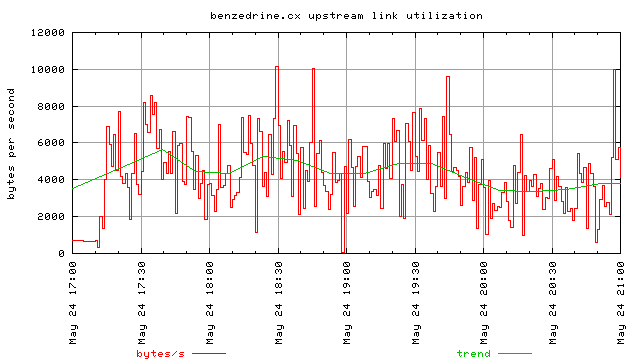 benzedrine.cx upstream link utilization
12000
10000
8000
6000
4000
2000
0
bytes per second
May 24 17:00
May 24 17:30
May 24 18:00
May 24 18:30
May 24 19:00
May 24 19:30
May 24 20:00
May 24 20:30
May 24 21:00
bytes/s
trend